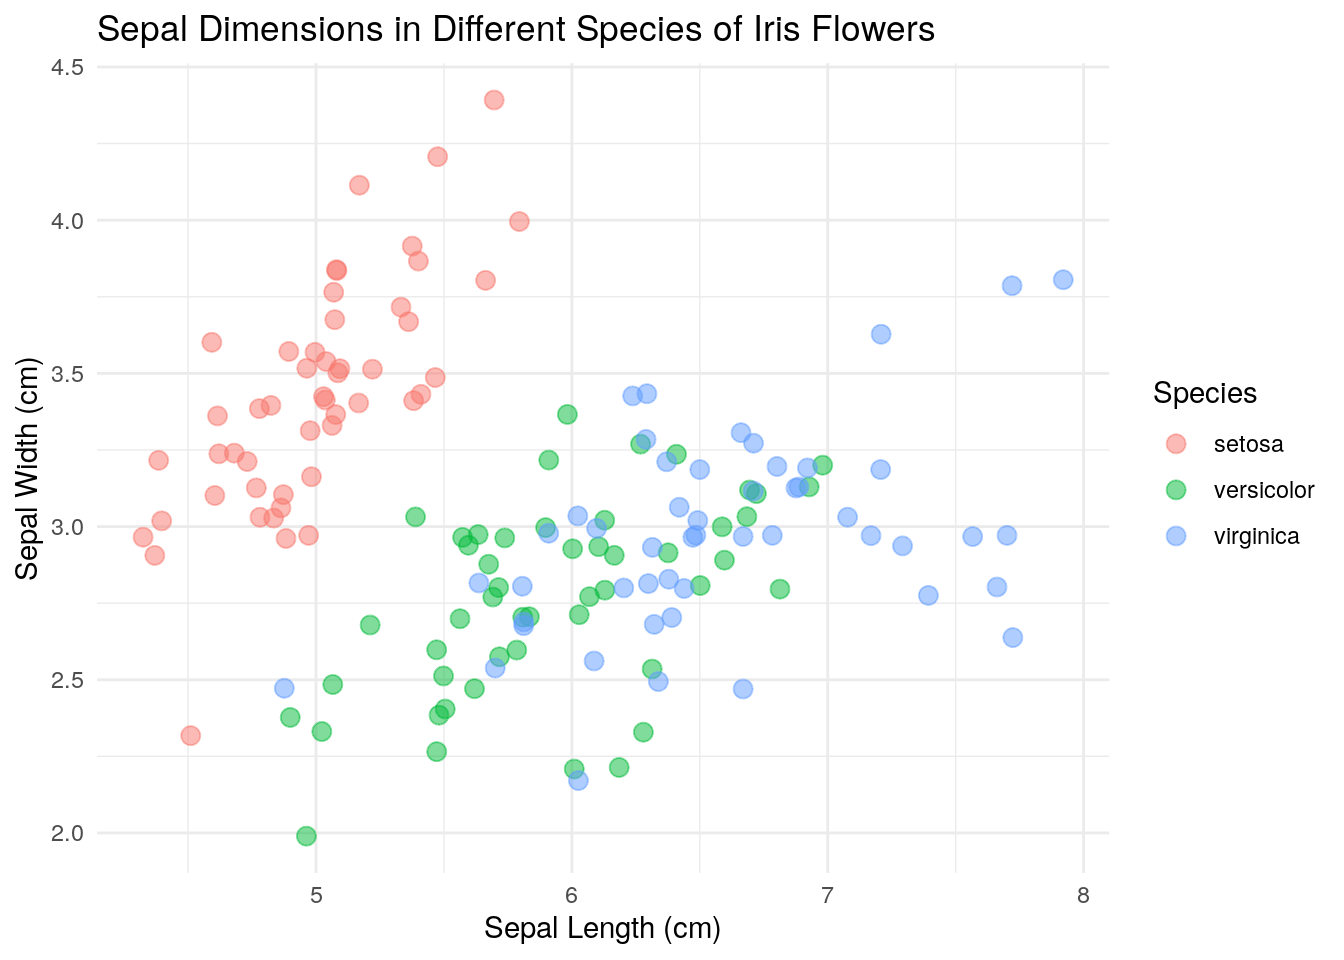 Sepal Dimensions in Different Species of Iris Flowers
4.5
4.0
3.5
3.0
2.5
2.0
Sepal Width (cm)
5 6 7 8
Sepal Length (cm)
Species
setosa
versicolor
virginica